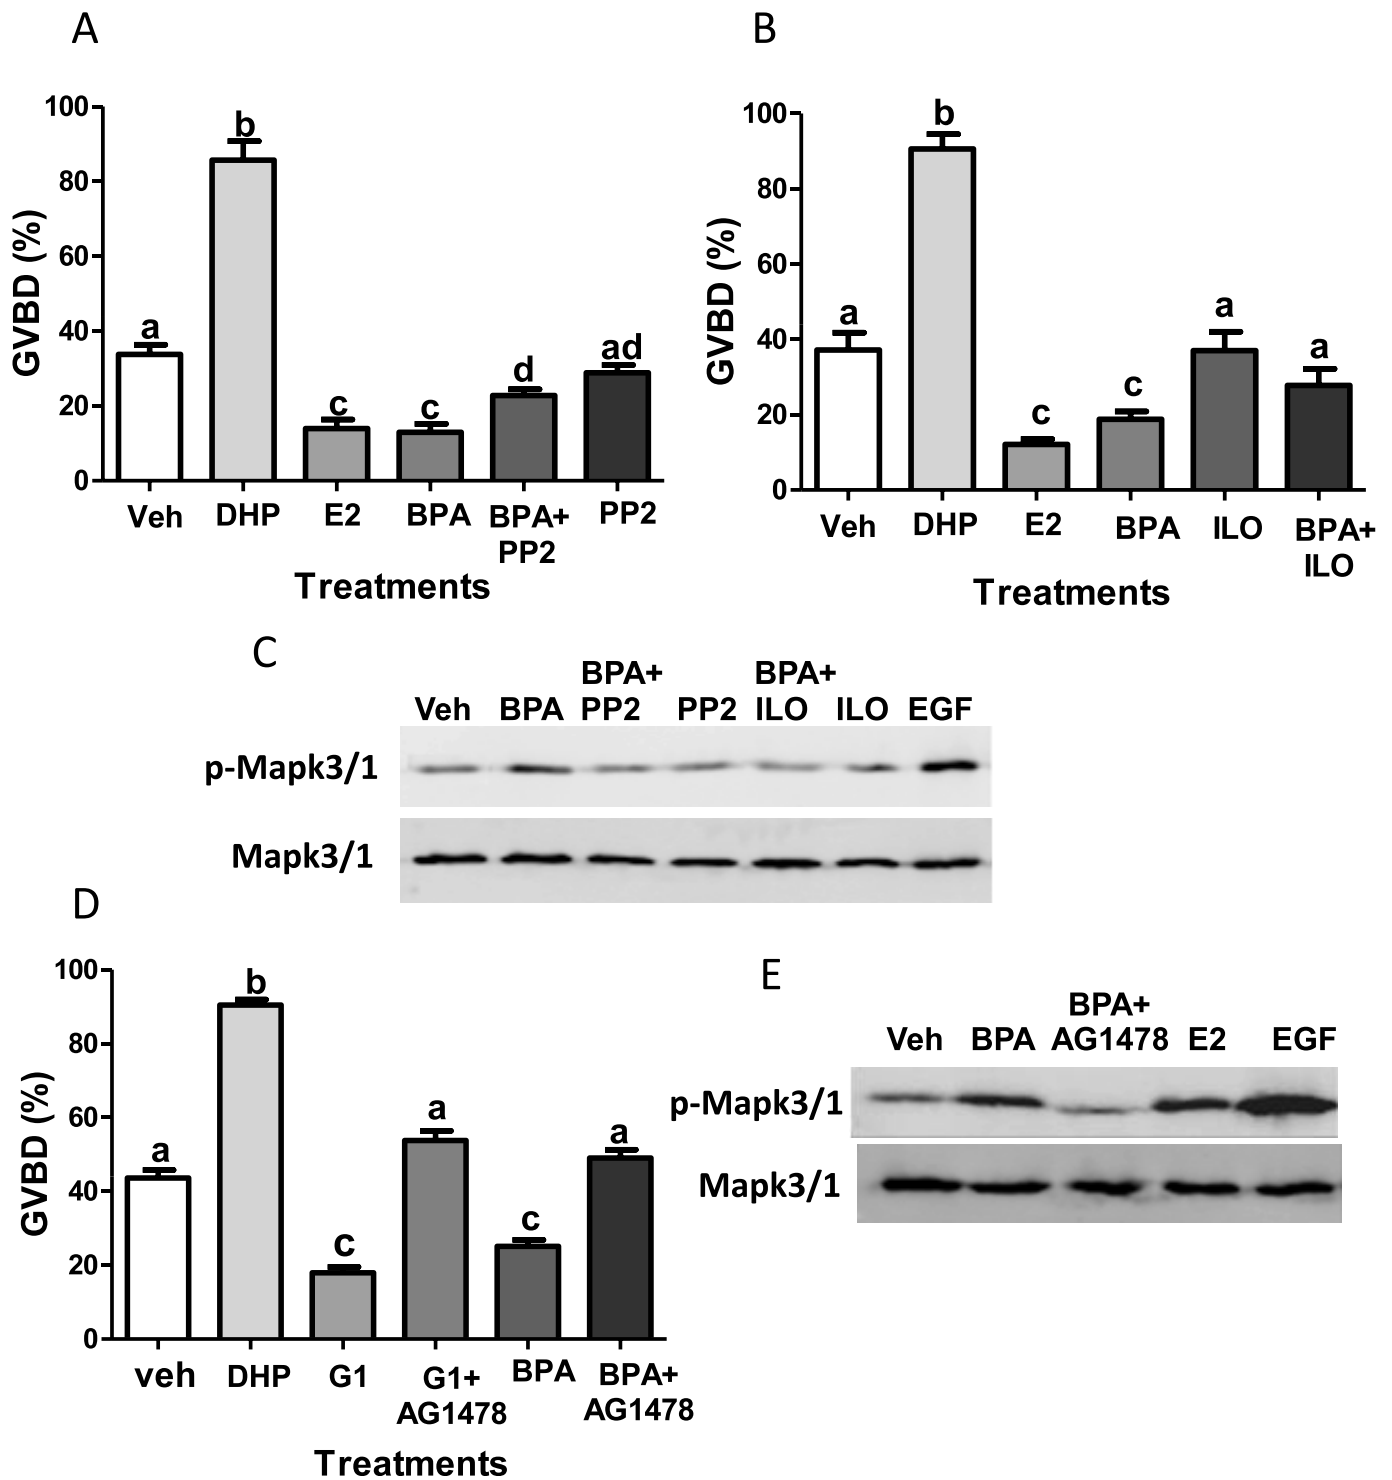 A
GVBD (%)
100
80
60
40
20
0
a
b
c
c
d
ad
Veh DHP E2 BPA BPA+ PP2
PP2
Treatments
B
GVBD (%)
100
80
60
40
20
0
a
b
c
c
a
a
Veh DHP E2 BPA ILO BPA+
ILO
Treatments
C
BPA+ BPA+
Veh BPA PP2 PP2 ILO ILO EGF
p-Mapk3/1
Mapk3/1
D
GVBD (%)
100
80
60
40
20
0
a
b
c
a
c
a
veh DHP G1 G1+ BPA BPA+
AG1478 AG1478
Treatments
E
BPA+
Veh BPA AG1478 E2 EGF
p-Mapk3/1
Mapk3/1